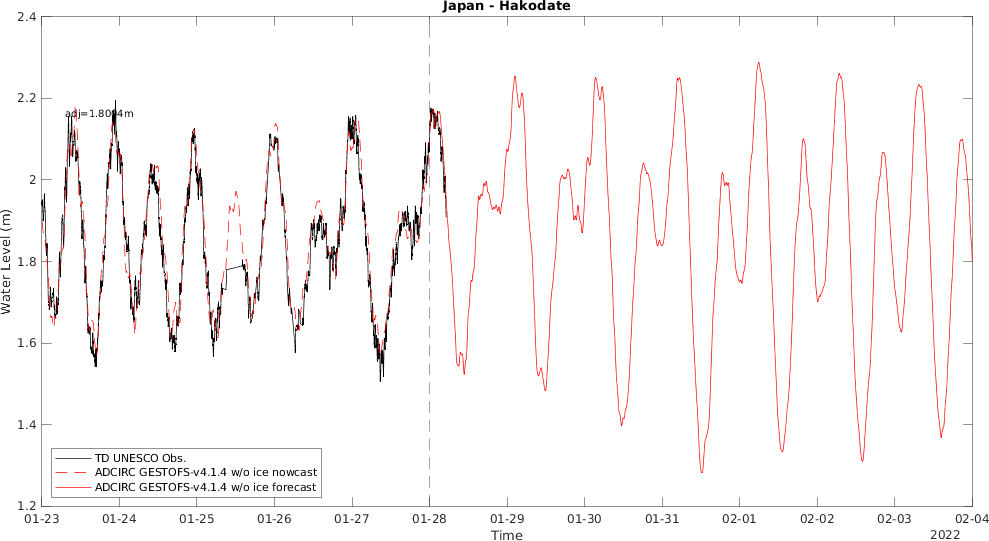 Japan - Hakodate
2.4
2.2
2
1.8
1.6
1.4
1.2
Water Level (m)
TD UNESCO Obs.
ADCIRC GESTOFS-v4.1.4 w/o ice nowcast
ADCIRC GESTOFS-v4.1.4 w/o ice forecast
01-23 01-24 01-25 01-26 01-27 01-28 01-29 01-30 01-31 02-01 02-02 02-03 02-04
Time
2022